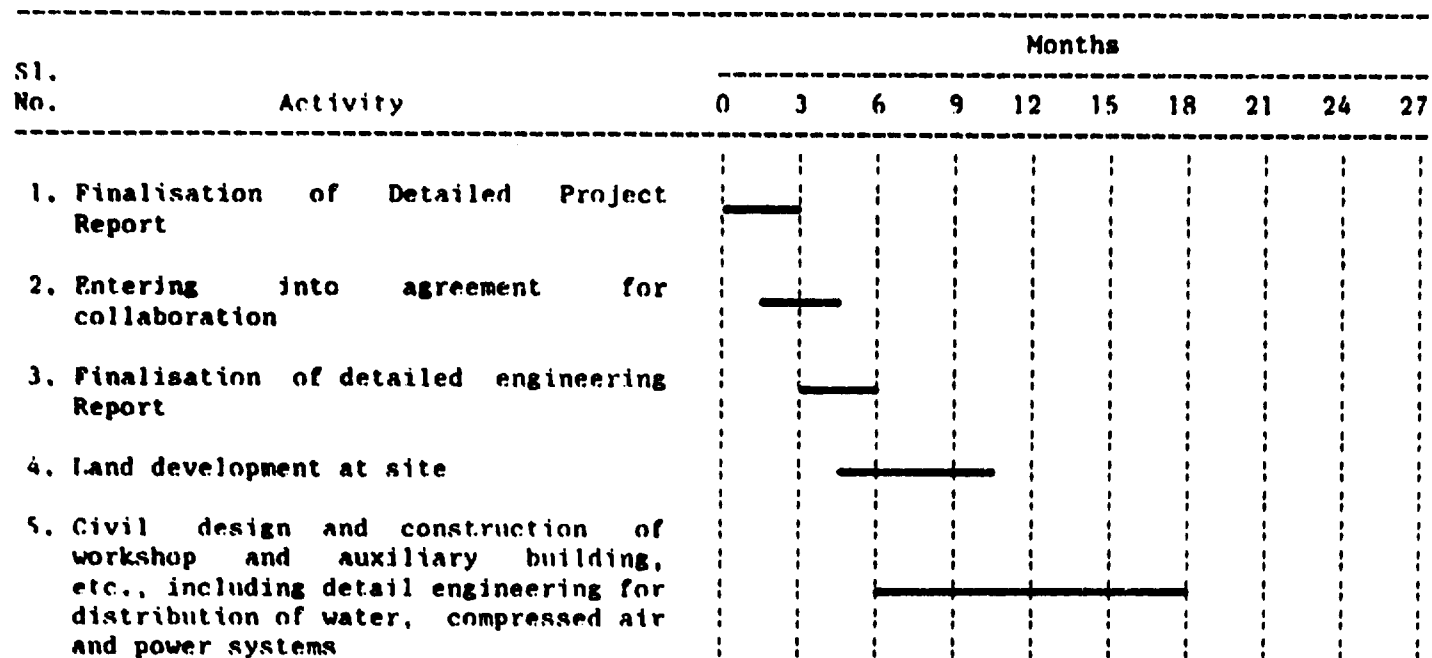 Months
Sl.
No. Activity 0 3 6 9 12 15 18 21 24 27
1. Finalisation of Detailed Project
Report
2. Entering into agreement for
collaboration
3. Finalisation of detailed engineering
Report
4. Land development at site
5. Civil design and construction of
workshop and auxiliary building,
etc., including detail engineering for
distribution of water, compressed air
and power systems